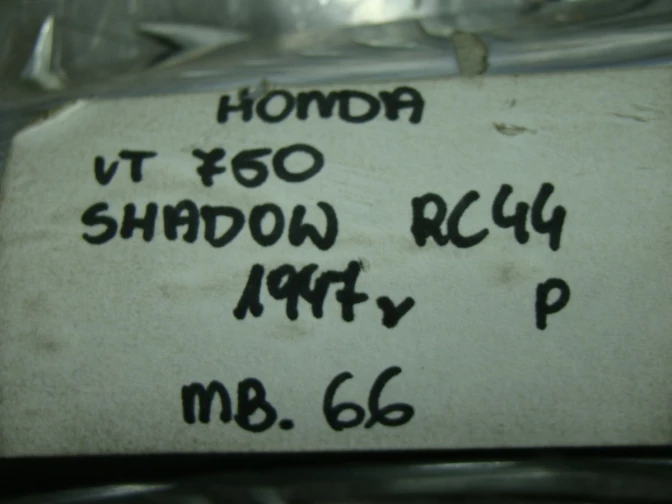 HONDA
VT 750
SHADOW RC44
1997r P
MB. 66